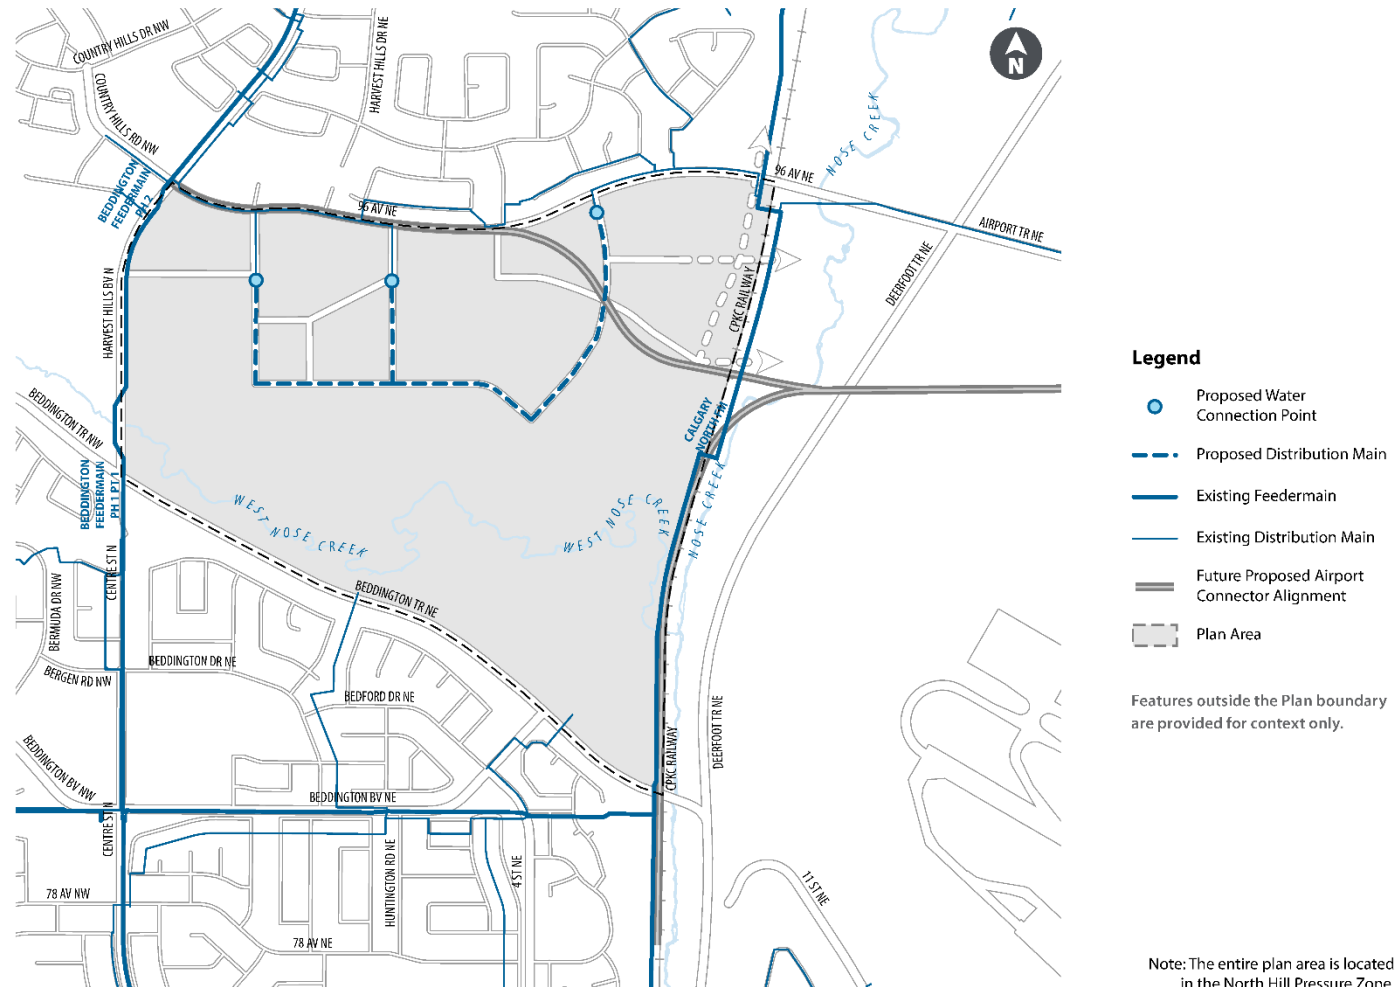 COUNTRY HILLS DR NW
HARVEST HILLS DR NE
N
COUNTRY HILLS RD NW
NOSE CREEK
BEDDINGTON
FEEDERMAIN
PH 2
96 AV NE
96 AV NE
AIRPORT TR NE
DEERFOOT TR NE
HARVEST HILLS BV N
CPKC RAILWAY
Legend
Proposed Water
Connection Point
Proposed Distribution Main
Existing Feedermain
Existing Distribution Main
Future Proposed Airport
Connector Alignment
Plan Area
Features outside the Plan boundary
are provided for context only.
BEDDINGTON TR NW
CALGARY
NORTH FM
BEDDINGTON
FEEDERMAIN
PH 1 PT 1
WEST NOSE CREEK
WEST NOSE CREEK
NOSE CREEK
CENTRE ST N
BERMUDA DR NW
BEDDINGTON TR NE
BERGEN RD NW
BEDDINGTON DR NE
BEDFORD DR NE
DEERFOOT TR NE
CPKC RAILWAY
BEDDINGTON BV NW
BEDDINGTON BV NE
CENTRE ST N
HUNTINGTON RD NE
4 ST NE
11 ST NE
78 AV NW
78 AV NE
Note: The entire plan area is located
in the North Hill Pressure Zone